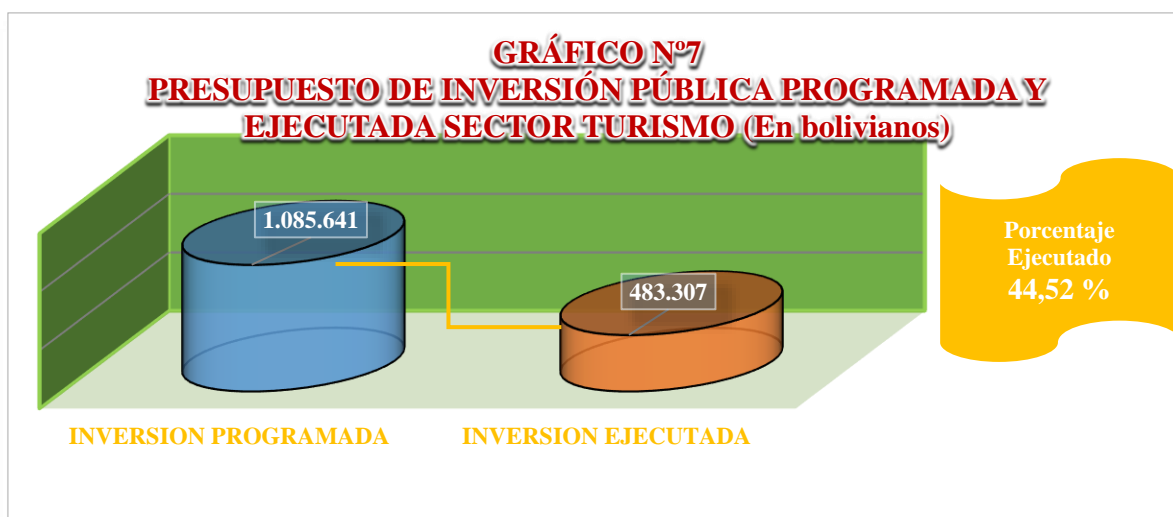 GRÁFICO Nº7
PRESUPUESTO DE INVERSIÓN PÚBLICA PROGRAMADA Y
EJECUTADA SECTOR TURISMO (En bolivianos)
1.085.641
483.307
Porcentaje
Ejecutado
44,52 %
INVERSION PROGRAMADA
INVERSION EJECUTADA